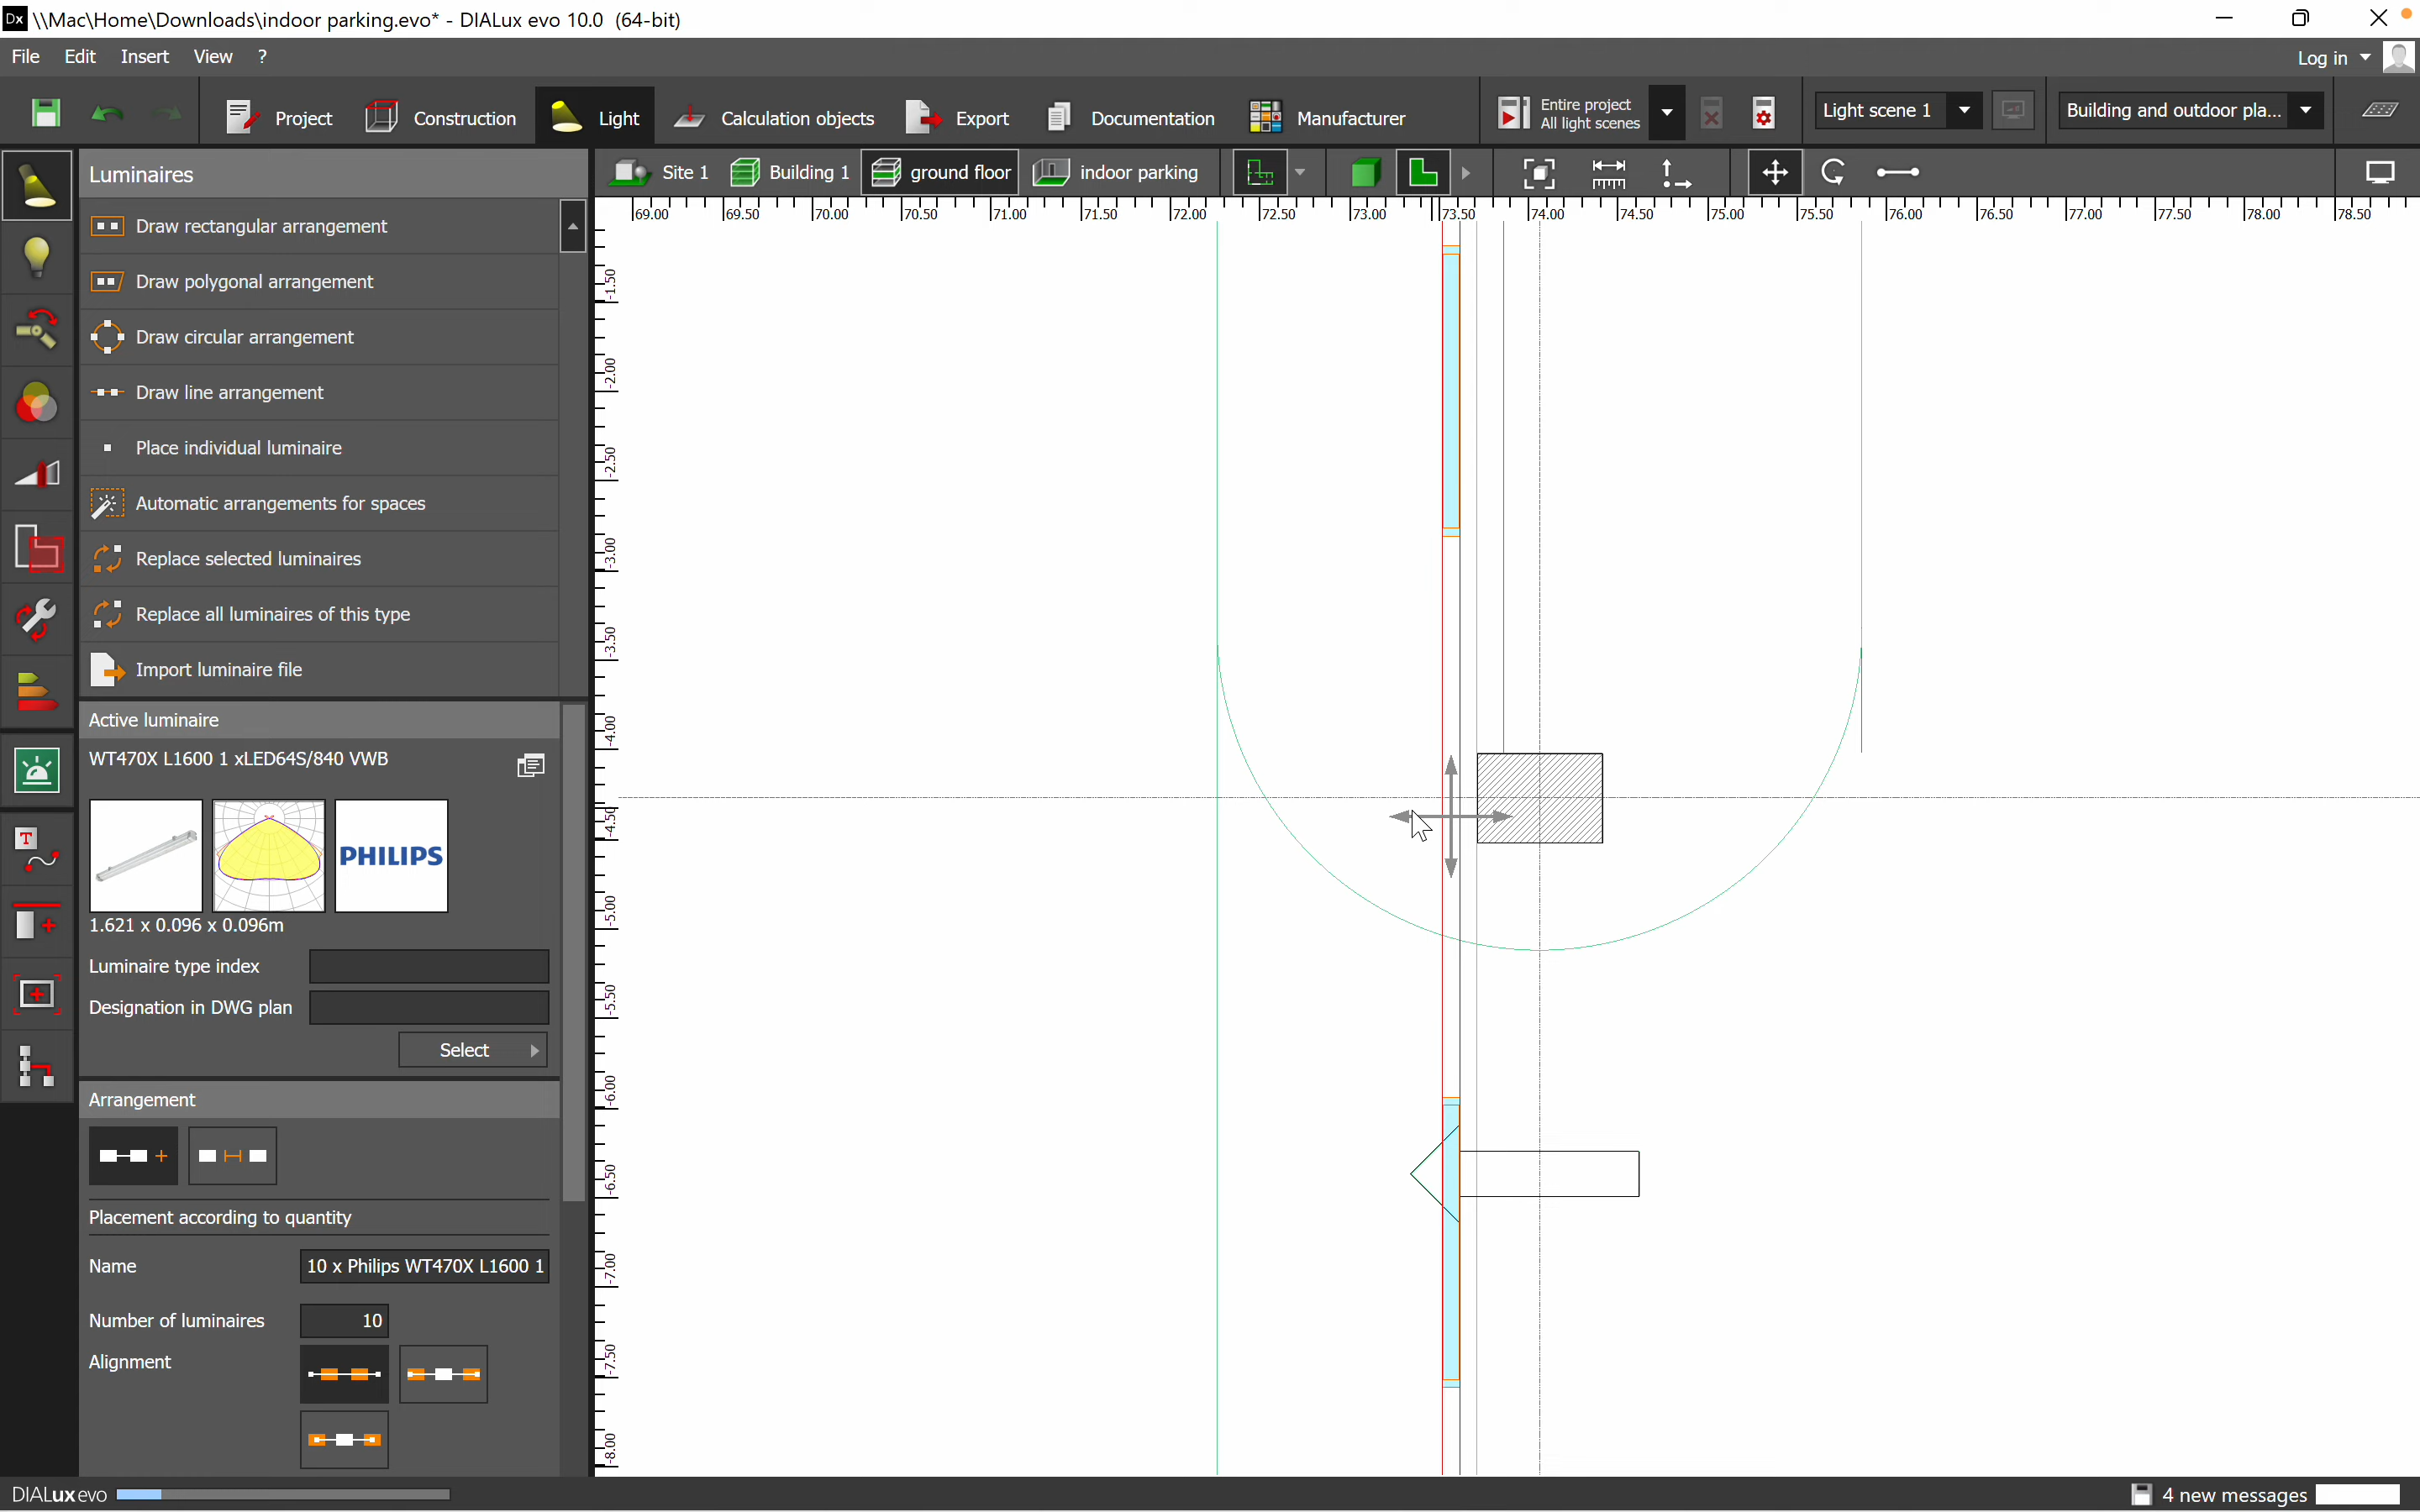 Dx \\Mac\Home\Downloads\indoor parking.evo* - DIALux evo 10.0 (64-bit)
File Edit Insert View ? Log in
Project Construction Light Calculation objects Export Documentation Manufacturer Entire project All light scenes Light scene 1 Building and outdoor pla...
Luminaires
Site 1 Building 1 ground floor indoor parking
69.00 69.50 70.00 70.50 71.00 71.50 72.00 72.50 73.00 73.50 74.00 74.50 75.00 75.50 76.00 76.50 77.00 77.50 78.00 78.50
Draw rectangular arrangement
Draw polygonal arrangement
Draw circular arrangement
Draw line arrangement
Place individual luminaire
Automatic arrangements for spaces
Replace selected luminaires
Replace all luminaires of this type
Import luminaire file
Active luminaire
WT470X L1600 1 xLED64S/840 VWB
PHILIPS
1.621 x 0.096 x 0.096m
Luminaire type index
Designation in DWG plan
Select
Arrangement
Placement according to quantity
Name 10 x Philips WT470X L1600 1
Number of luminaires 10
Alignment
T
-1.50
-2.00
-2.50
-3.00
-3.50
-4.00
-4.50
-5.00
-5.50
-6.00
-6.50
-7.00
-7.50
-8.00
DIALux evo
4 new messages